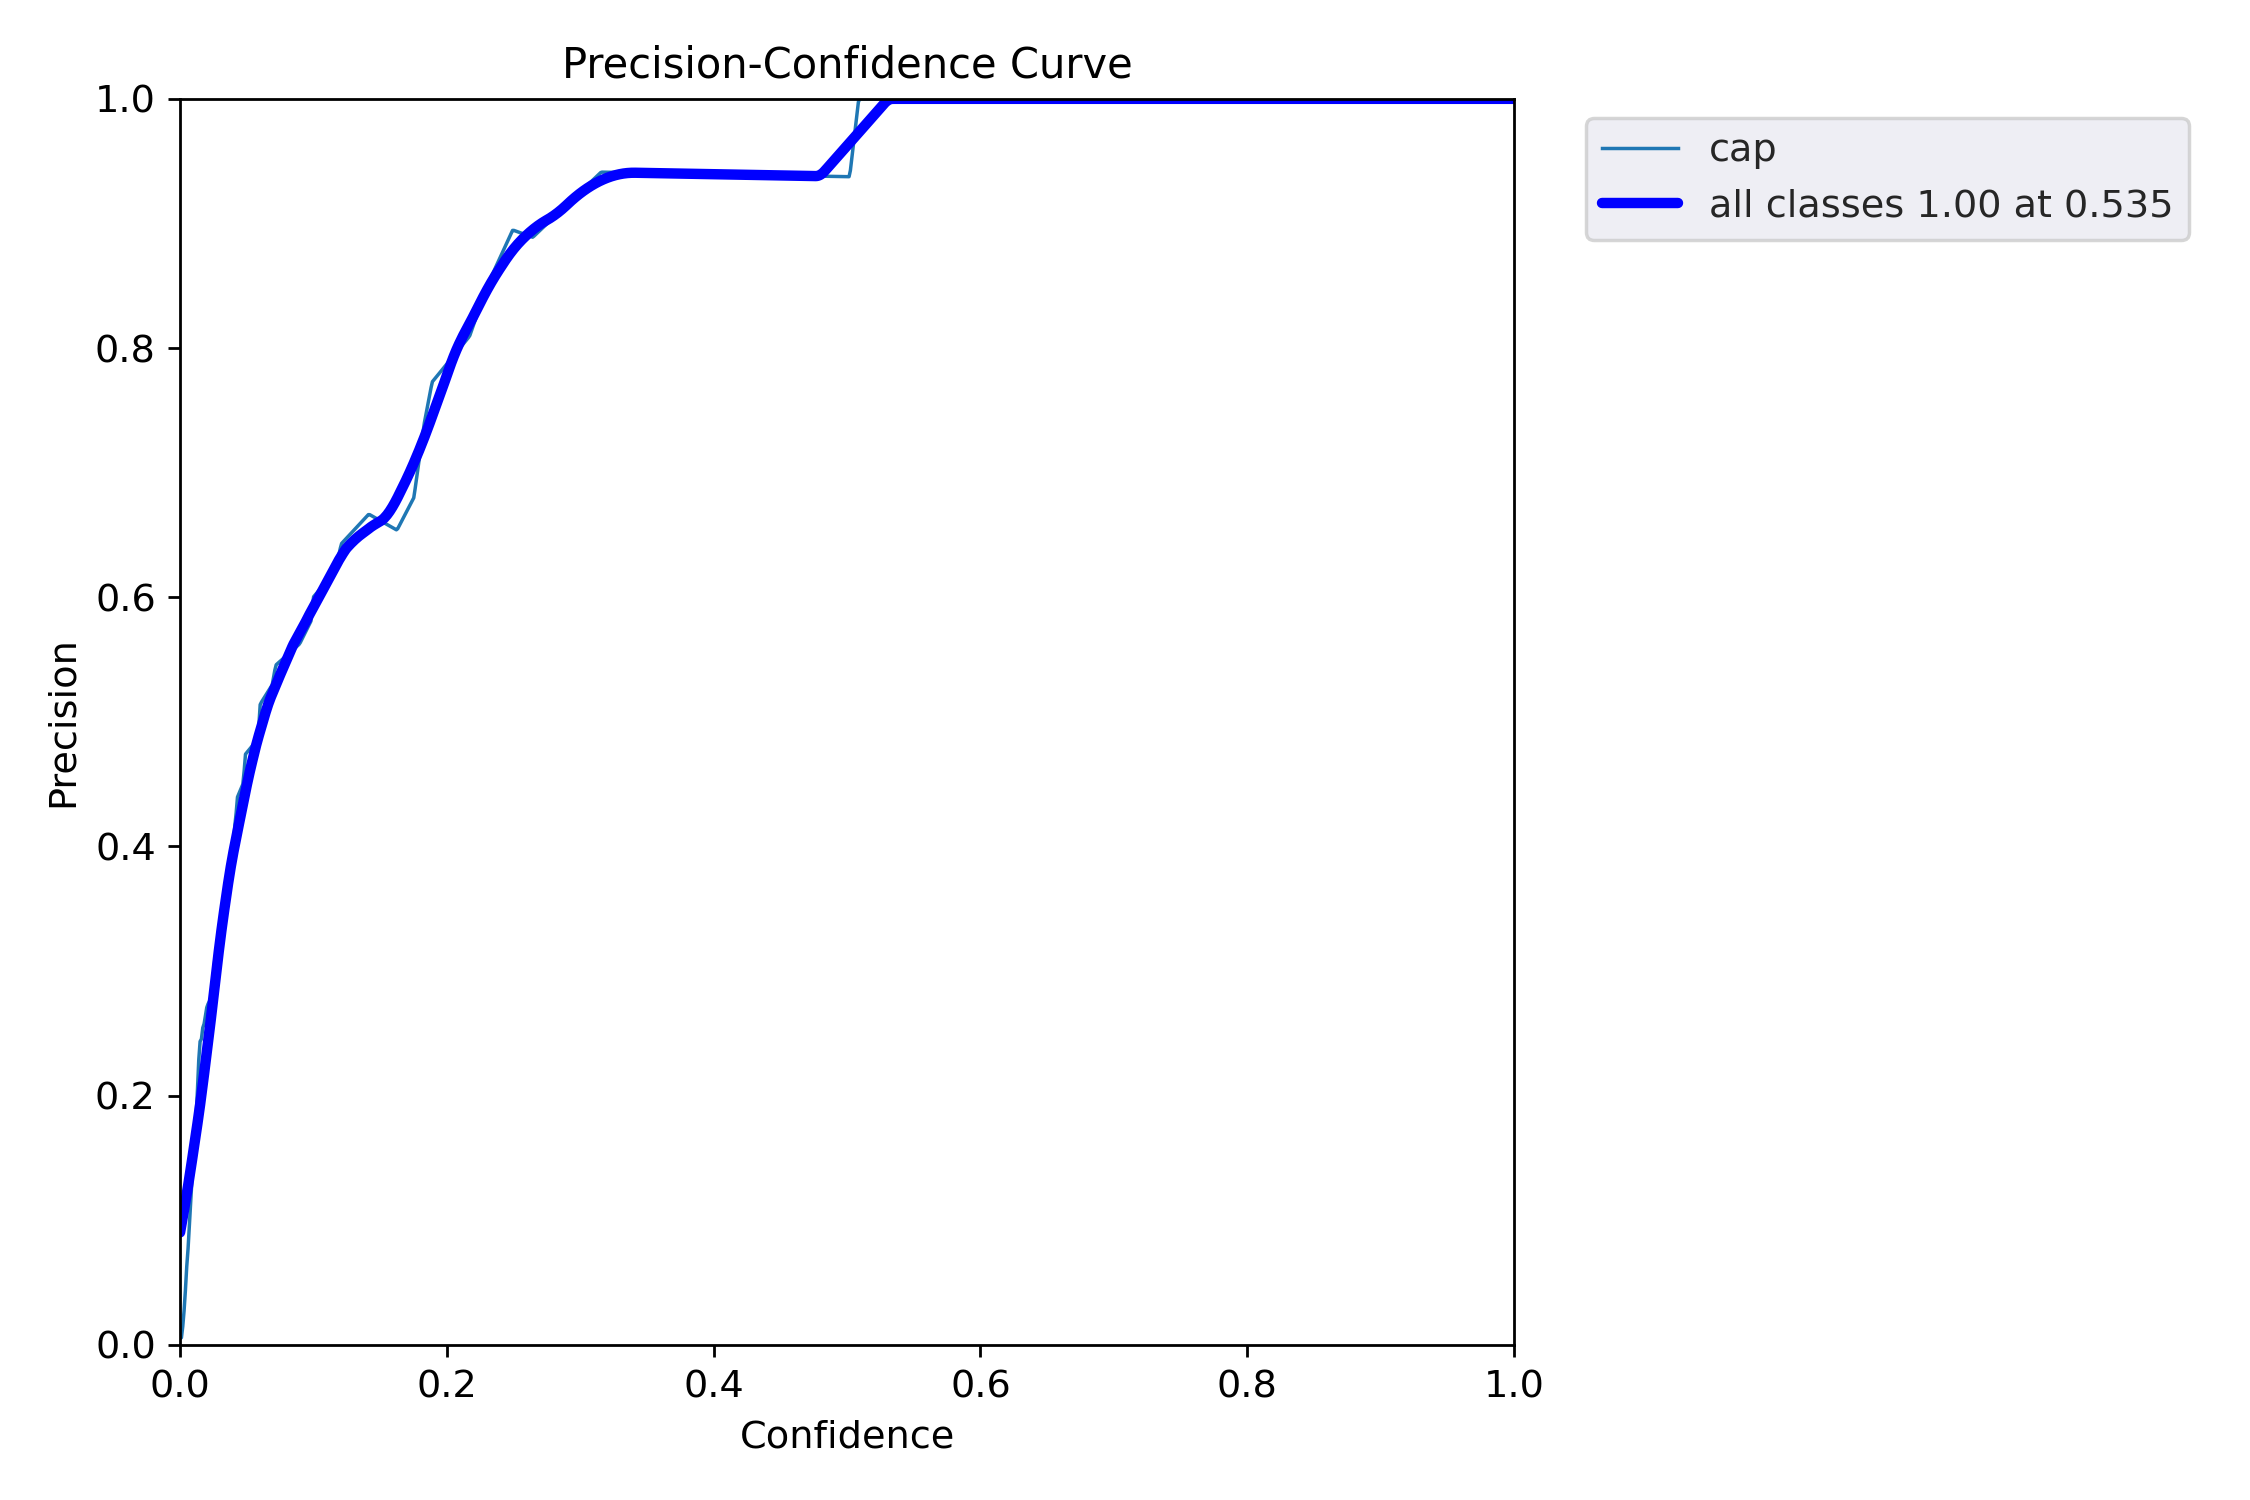 Precision-Confidence Curve
1.0
0.8
0.6
0.4
0.2
0.0
Precision
0.0 0.2 0.4 0.6 0.8 1.0
Confidence
cap
all classes 1.00 at 0.535